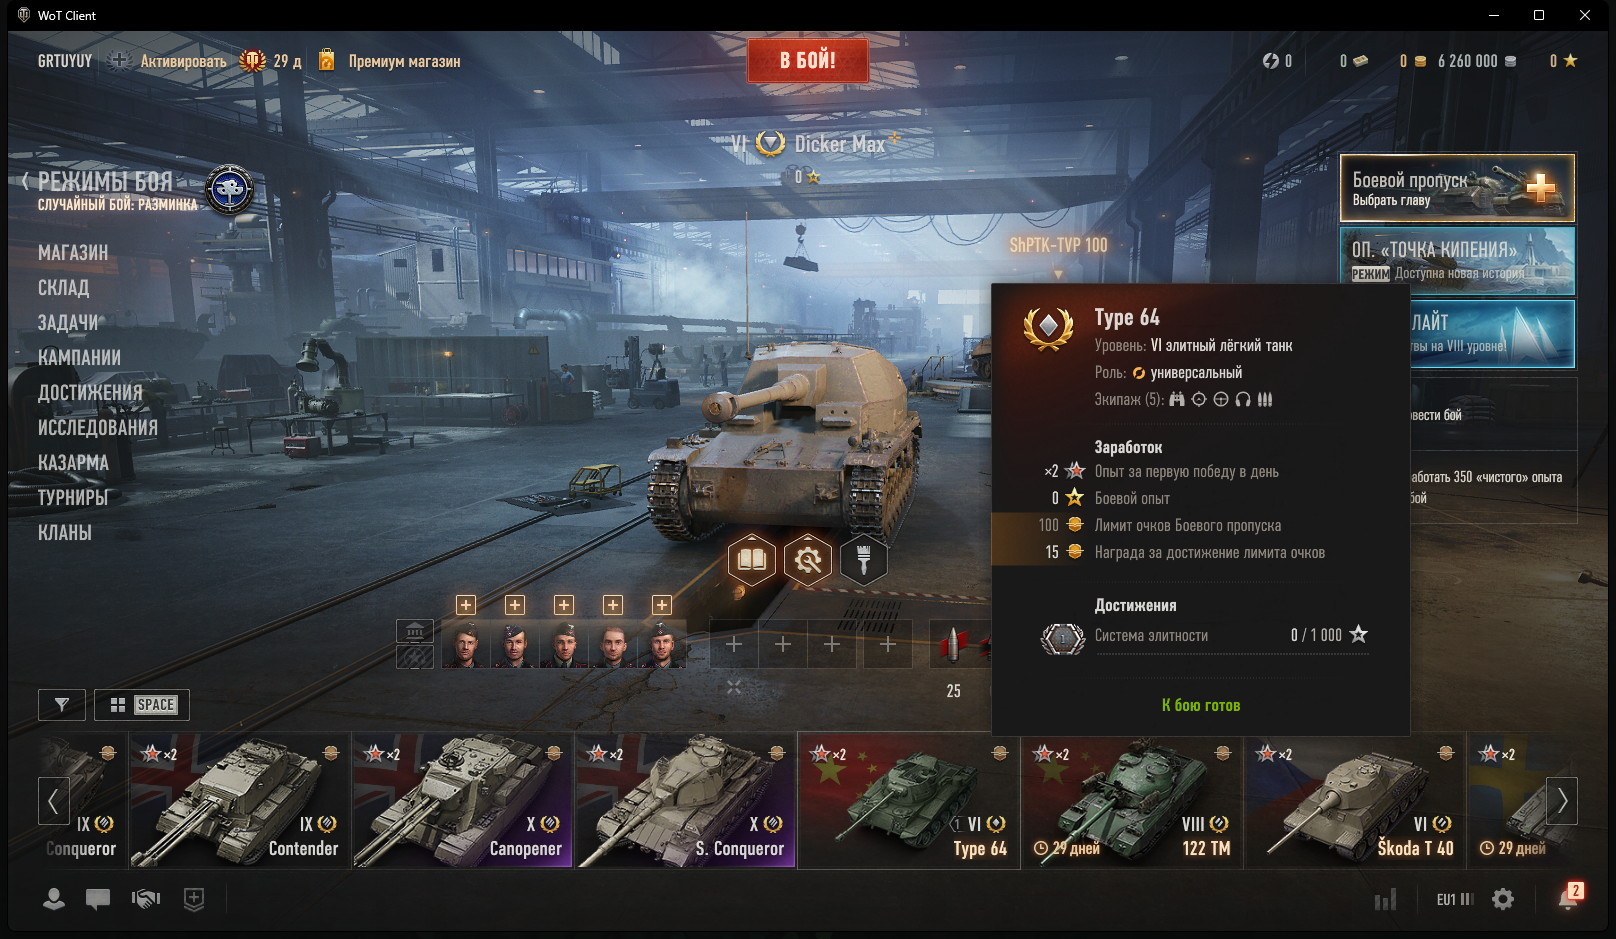 WoT Client
GRTUYUY
Активировать
29 д
Премиум магазин
В БОЙ!
0
0
0
6 260 000
0
VI Dicker Max
0
РЕЖИМЫ БОЯ
СЛУЧАЙНЫЙ БОЙ: РАЗМИНКА
МАГАЗИН
СКЛАД
ЗАДАЧИ
КАМПАНИИ
ДОСТИЖЕНИЯ
ИССЛЕДОВАНИЯ
КАЗАРМА
ТУРНИРЫ
КЛАНЫ
Боевой пропуск
Выбрать главу
ShPTK-TVP 100
ОП. «ТОЧКА КИПЕНИЯ»
РЕЖИМ Доступна новая история
ЛАЙТ
твы на VIII уровне!
овести бой
аботать 350 «чистого» опыта
бой
Type 64
Уровень: VI элитный лёгкий танк
Роль: универсальный
Экипаж (5):
Заработок
×2 Опыт за первую победу в день
0 Боевой опыт
100 Лимит очков Боевого пропуска
15 Награда за достижение лимита очков
Достижения
1 Система элитности 0 / 1 000
К бою готов
25
SPACE
IX
Conqueror
×2
IX
Contender
×2
X
Canopener
×2
X
S. Conqueror
×2
VI
Type 64
×2
VIII
29 дней 122 TM
×2
VI
Škoda T 40
×2
29 дней
EU1
2